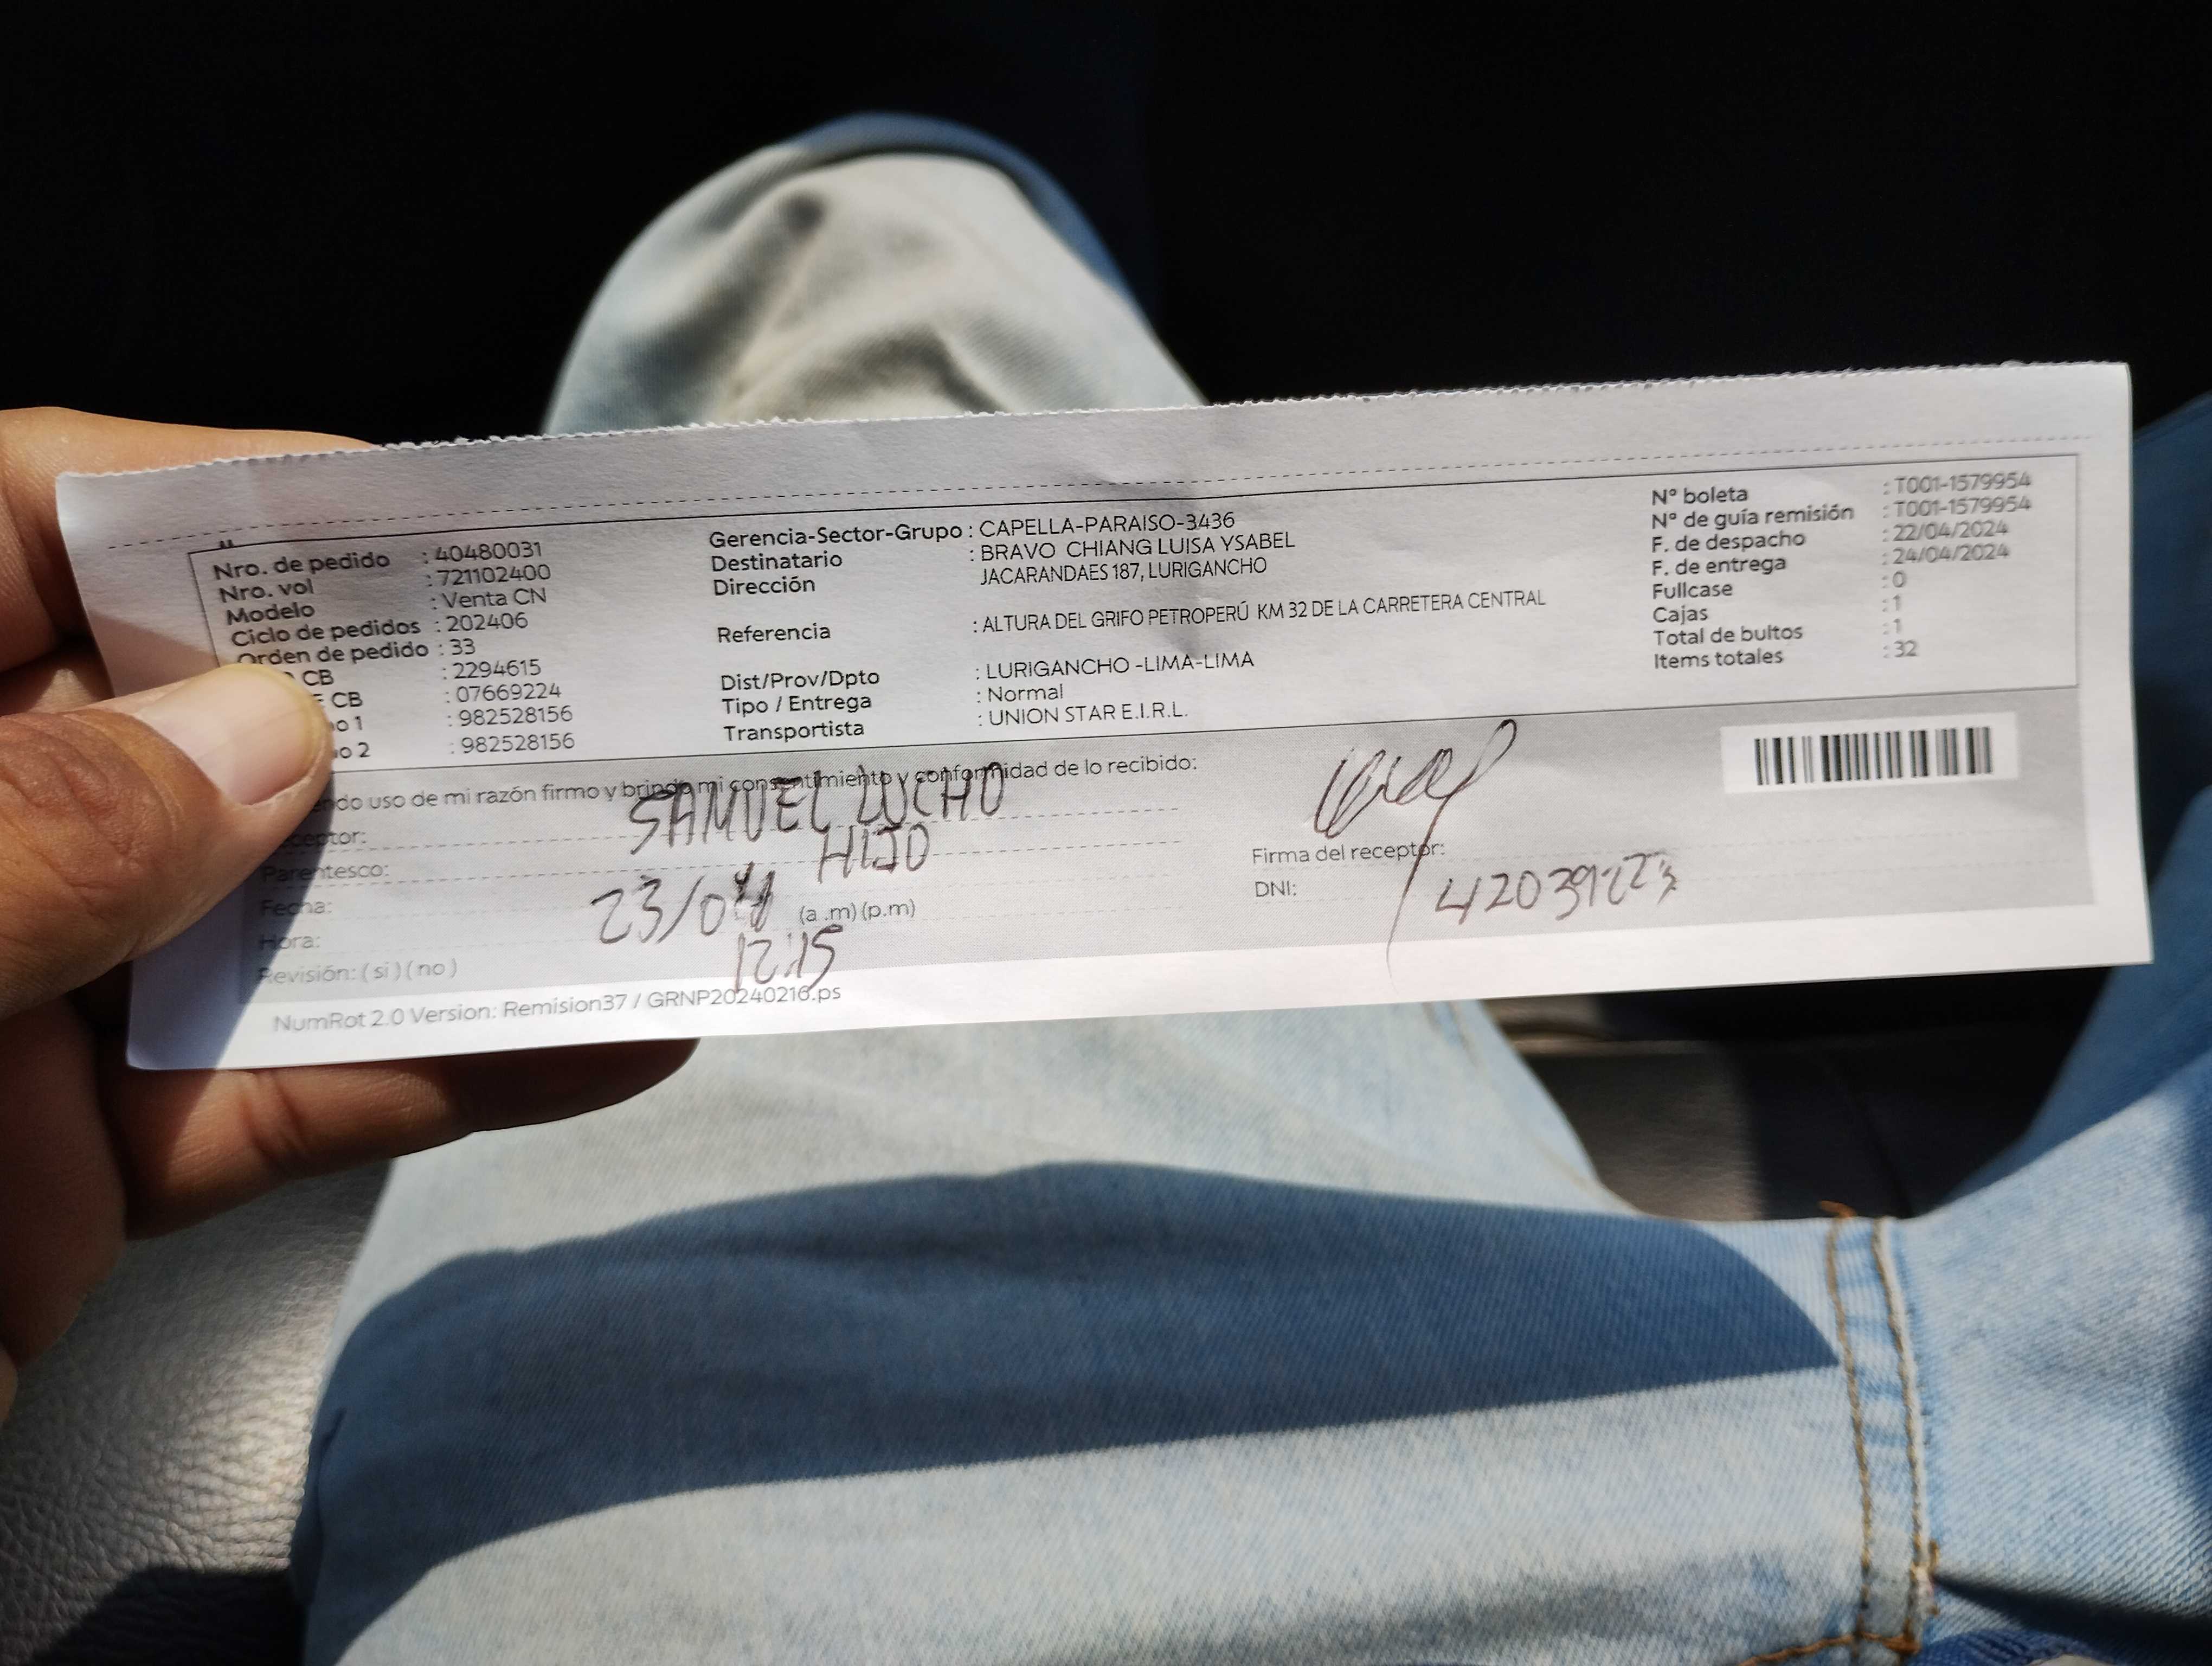 Nro. de pedido : 40480031
Nro. vol : 721102400
Modelo : Venta CN
Ciclo de pedidos : 202406
Orden de pedido : 33
CB : 2294615
CB : 07669224
1 : 982528156
2 : 982528156
Gerencia-Sector-Grupo : CAPELLA-PARAISO-3436
Destinatario : BRAVO CHIANG LUISA YSABEL
Dirección JACARANDAES 187, LURIGANCHO
Referencia : ALTURA DEL GRIFO PETROPERÚ KM 32 DE LA CARRETERA CENTRAL
Dist/Prov/Dpto : LURIGANCHO -LIMA-LIMA
Tipo / Entrega : Normal
Transportista : UNION STAR E.I.R.L.
N° boleta : T001-1579954
N° de guía remisión : T001-1579954
F. de despacho : 22/04/2024
F. de entrega : 24/04/2024
Fullcase : 0
Cajas : 1
Total de bultos : 1
Items totales : 32
uso de mi razón firmo y brindo mi consentimiento y conformidad de lo recibido:
SAMUEL LUCHO
Parentesco: HIJO
Fecha: 23/04
Hora: (a.m) (p.m)
12:15
Revisión: ( si ) ( no )
Firma del receptor:
DNI:
NumRot 2.0 Version: Remision37 / GRNP20240216.ps